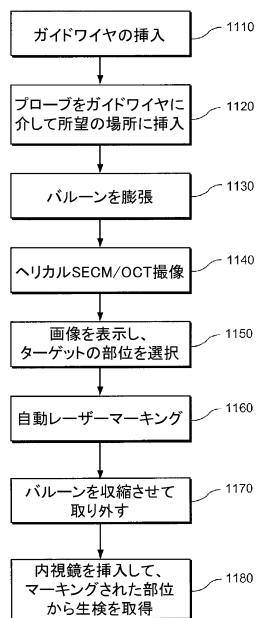 ガイドワイヤの挿入
1110
プローブをガイドワイヤに
介して所望の場所に挿入
1120
バルーンを膨張
1130
ヘリカルSECM/OCT撮像
1140
画像を表示し、
ターゲットの部位を選択
1150
自動レーザーマーキング
1160
バルーンを収縮させて
取り外す
1170
内視鏡を挿入して、
マーキングされた部位
から生検を取得
1180